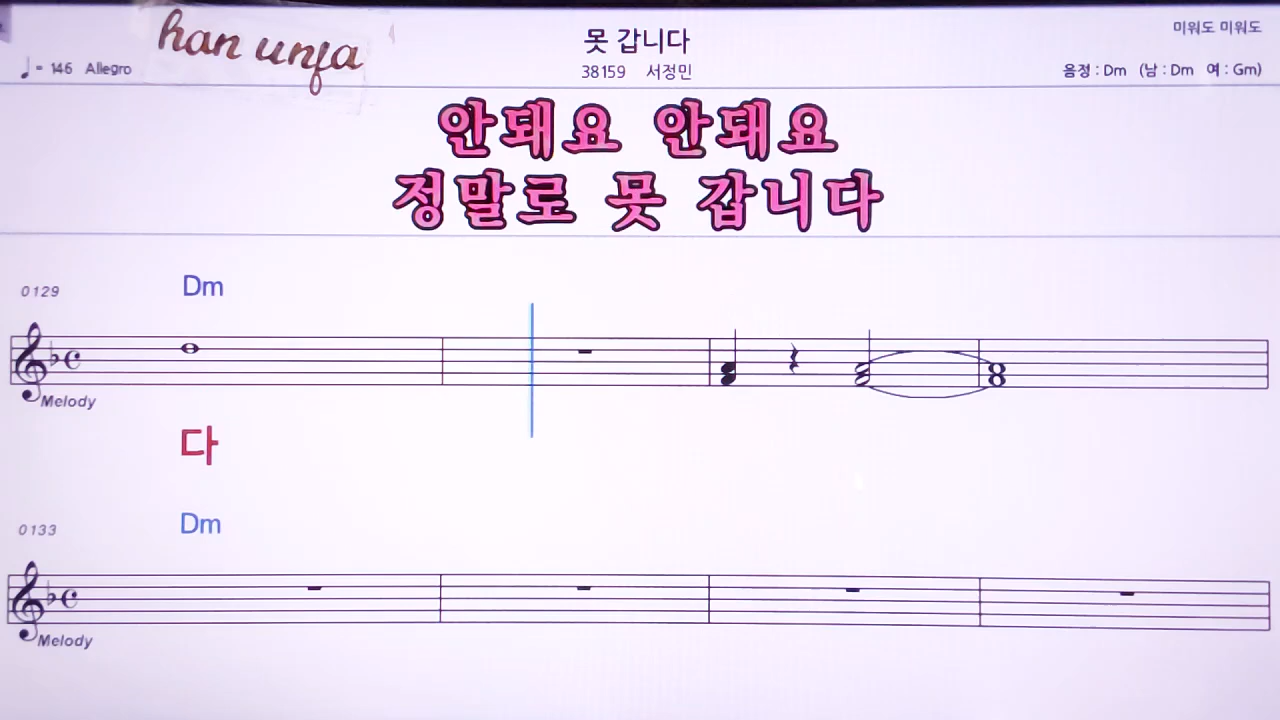 han unja
못 갑니다
미워도 미워도
♩ = 146 Allegro
38159 서정민
음정 : Dm (남 : Dm 여 : Gm)
안돼요 안돼요
정말로 못 갑니다
0129
Dm
Melody
다
0133
Dm
Melody